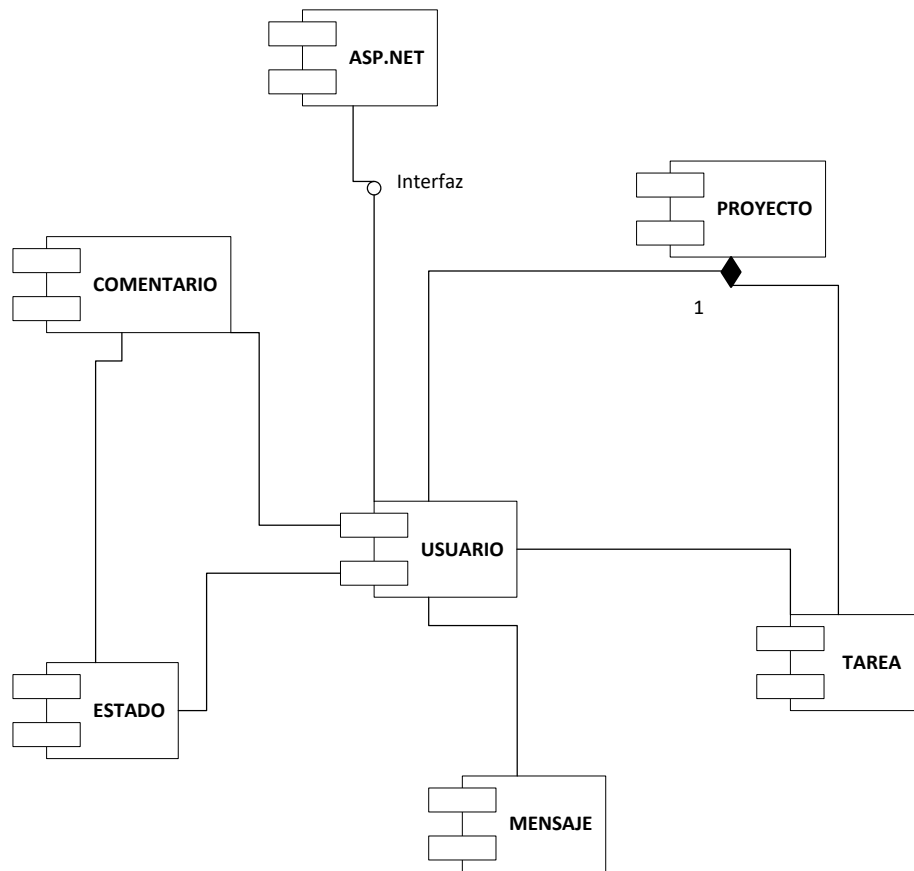 ASP.NET
Interfaz
PROYECTO
COMENTARIO
1
USUARIO
TAREA
ESTADO
MENSAJE